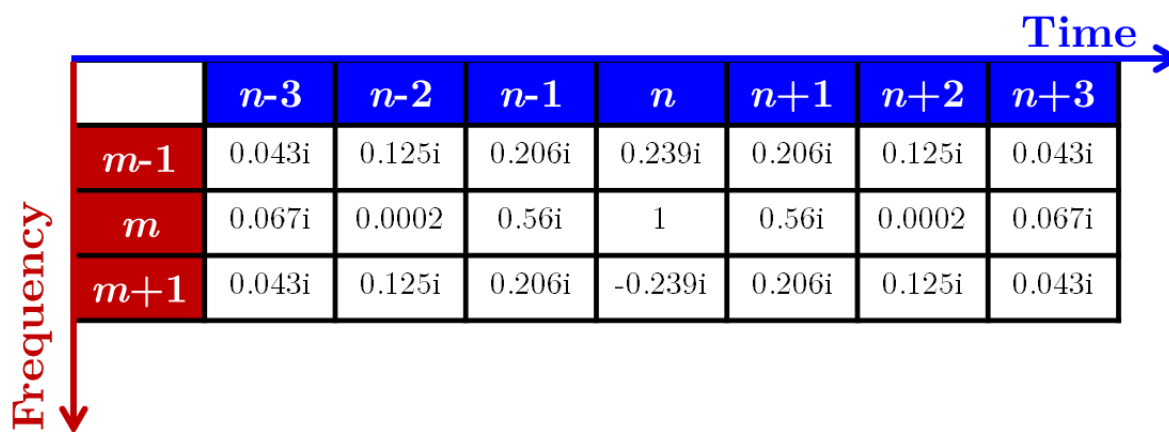 Time
n-3 n-2 n-1 n n+1 n+2 n+3
m-1 0.043i 0.125i 0.206i 0.239i 0.206i 0.125i 0.043i
m 0.067i 0.0002 0.56i 1 0.56i 0.0002 0.067i
m+1 0.043i 0.125i 0.206i -0.239i 0.206i 0.125i 0.043i
Frequency